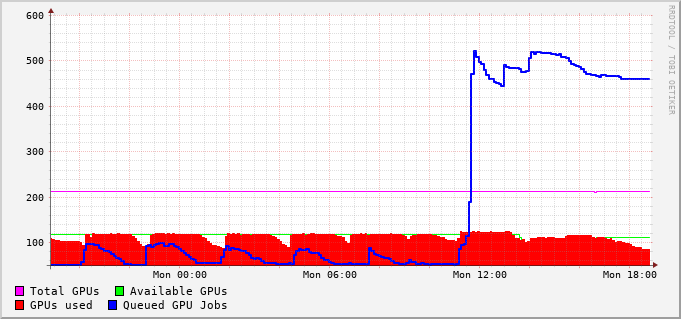 600
500
400
300
200
100
Mon 00:00 Mon 06:00 Mon 12:00 Mon 18:00
Total GPUs Available GPUs
GPUs used Queued GPU Jobs
RRDTOOL / TOBI OETIKER